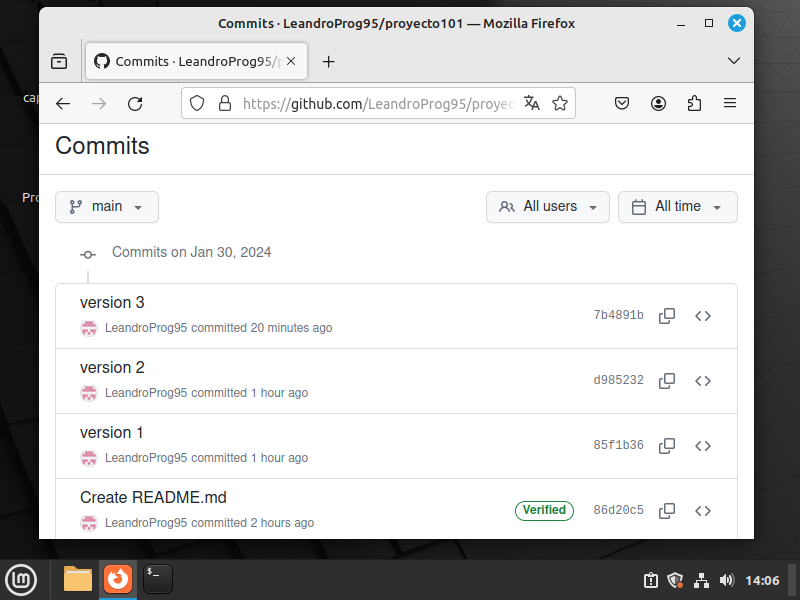 Commits · LeandroProg95/proyecto101 — Mozilla Firefox
Commits · LeandroProg95/p
https://github.com/LeandroProg95/proyec
cap
Pro
Commits
main
All users
All time
Commits on Jan 30, 2024
version 3
LeandroProg95 committed 20 minutes ago
7b4891b
version 2
LeandroProg95 committed 1 hour ago
d985232
version 1
LeandroProg95 committed 1 hour ago
85f1b36
Create README.md
LeandroProg95 committed 2 hours ago
Verified
86d20c5
$_
14:06